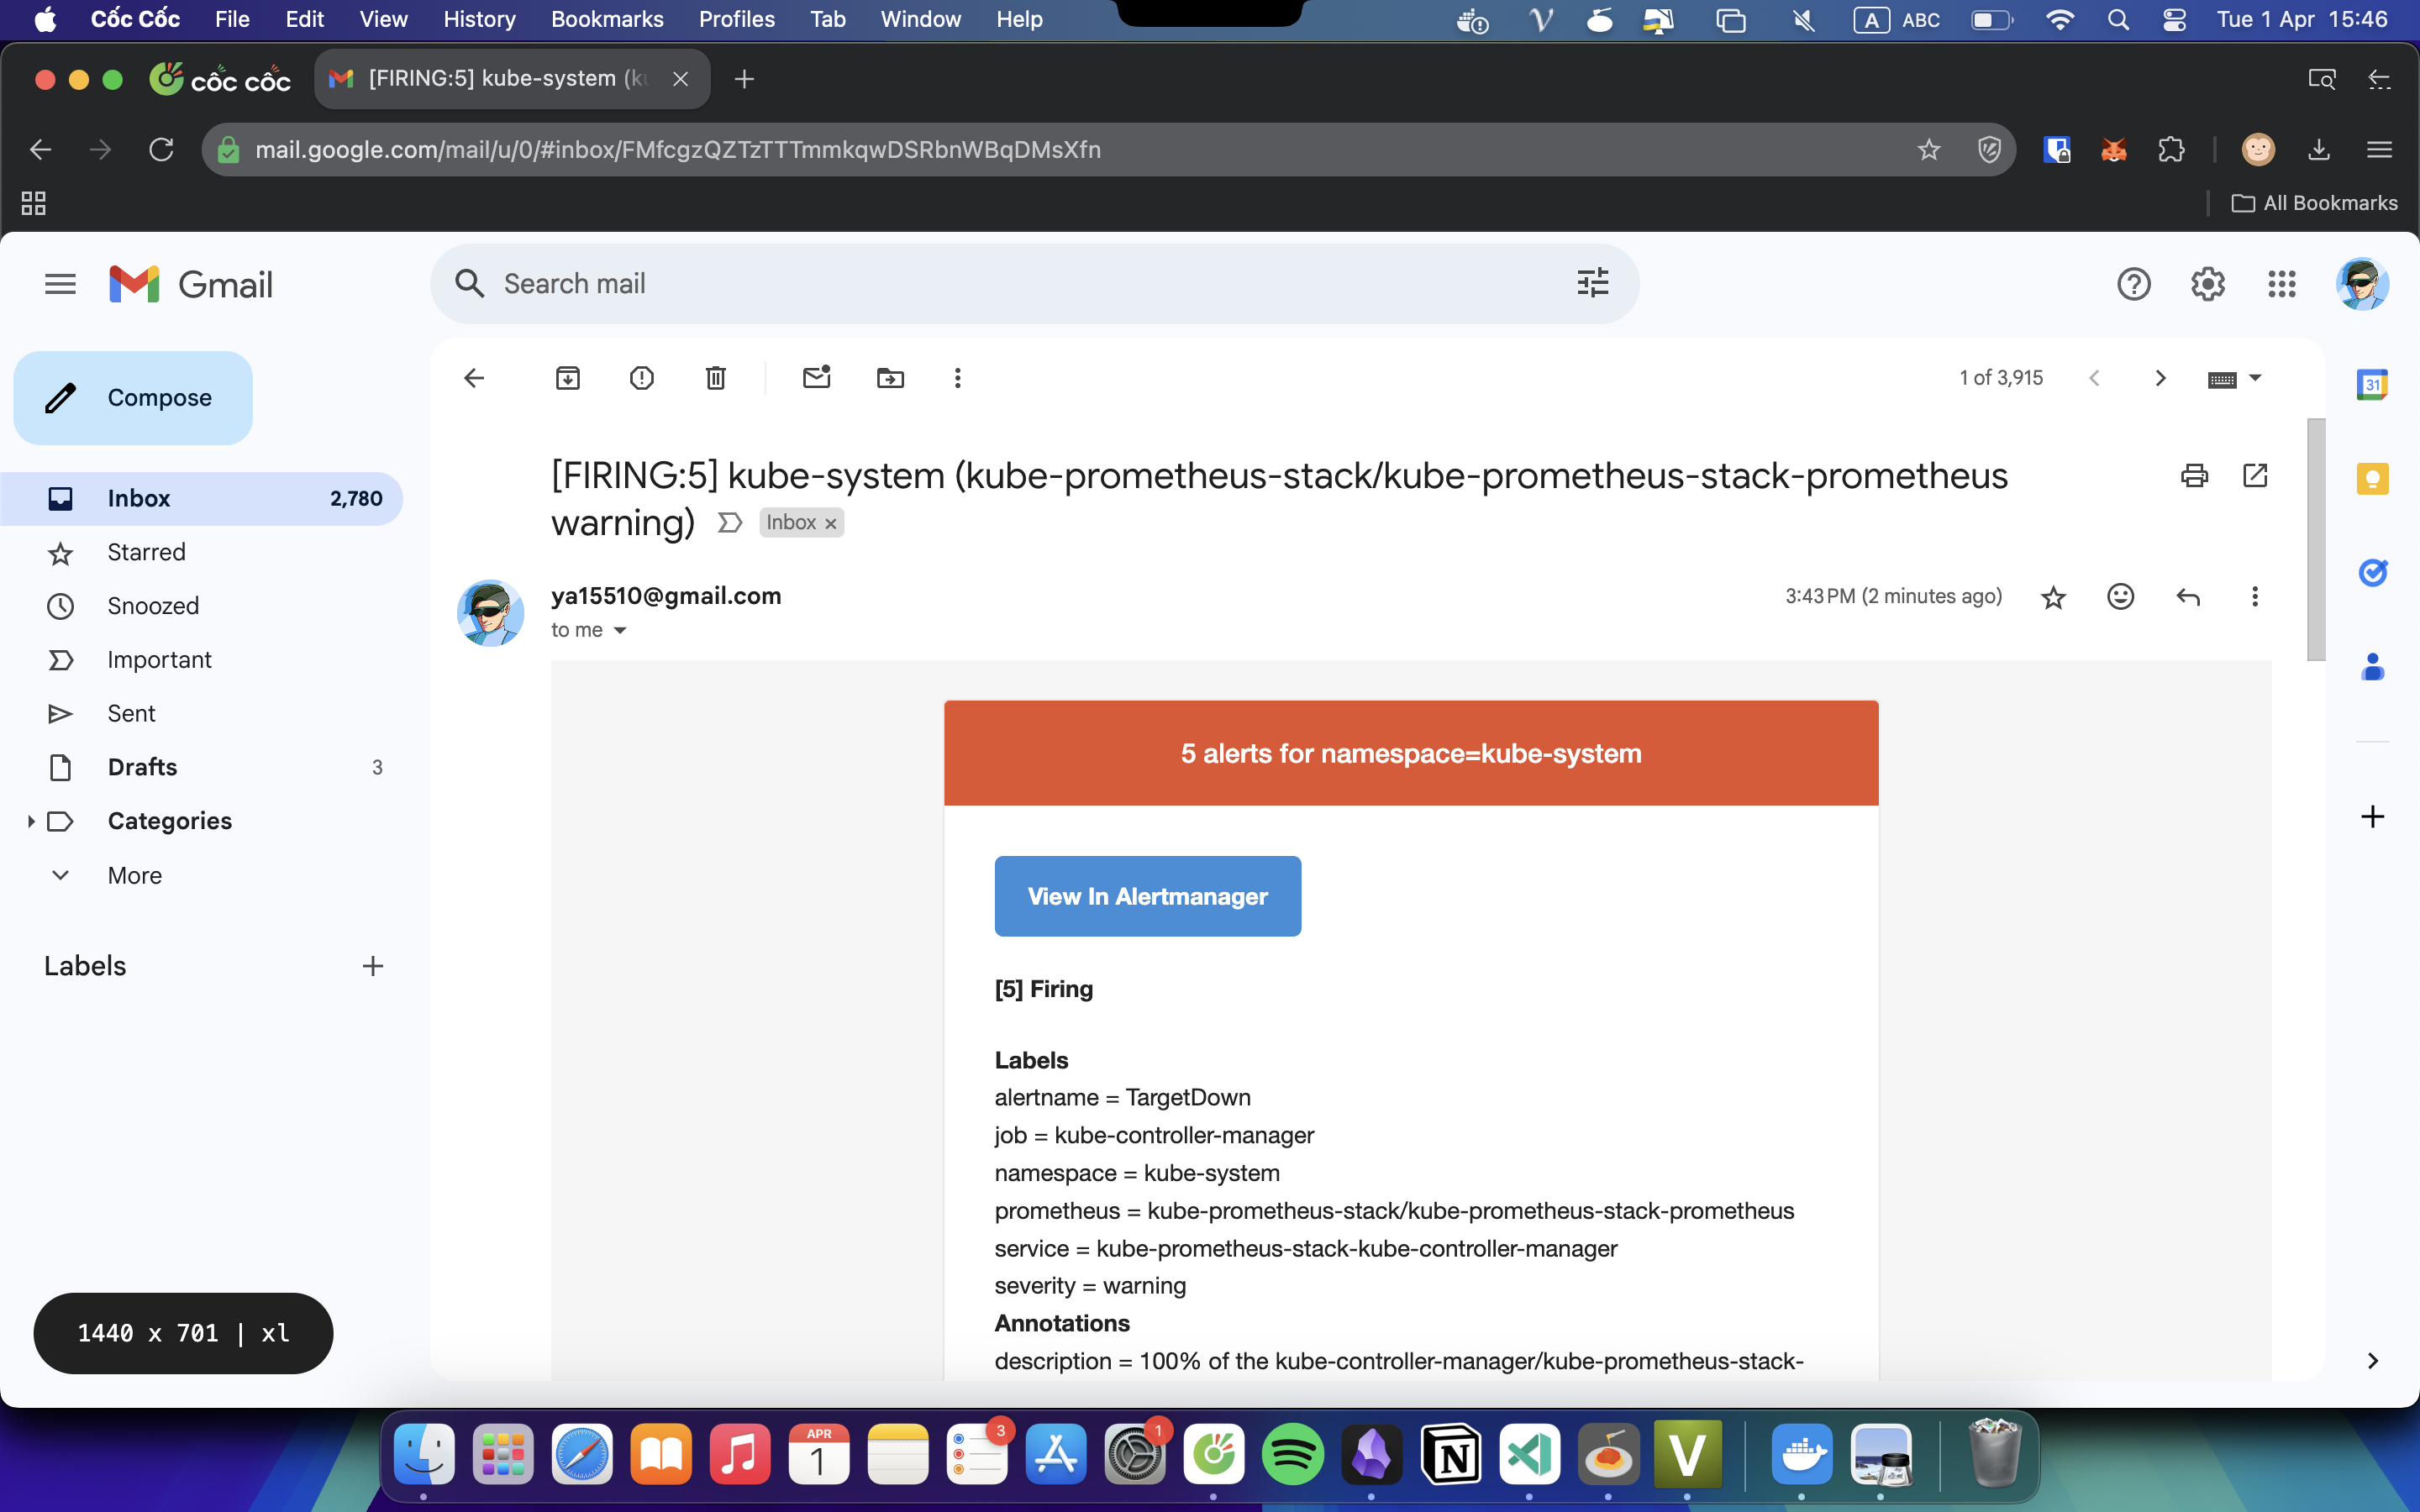 Cốc Cốc File Edit View History Bookmarks Profiles Tab Window Help
A ABC Tue 1 Apr 15:46
cốc cốc
[FIRING:5] kube-system (ku
mail.google.com/mail/u/0/#inbox/FMfcgzQZTzTTTmmkqwDSRbnWBqDMsXfn
All Bookmarks
Gmail
Search mail
Compose
1 of 3,915
31
Inbox 2,780
Starred
Snoozed
Important
Sent
Drafts 3
Categories
More
Labels
[FIRING:5] kube-system (kube-prometheus-stack/kube-prometheus-stack-prometheus
warning)
Inbox ×
ya15510@gmail.com
3:43 PM (2 minutes ago)
to me
5 alerts for namespace=kube-system
View In Alertmanager
[5] Firing
Labels
alertname = TargetDown
job = kube-controller-manager
namespace = kube-system
prometheus = kube-prometheus-stack/kube-prometheus-stack-prometheus
service = kube-prometheus-stack-kube-controller-manager
severity = warning
Annotations
description = 100% of the kube-controller-manager/kube-prometheus-stack-
1440 x 701 | xl
APR
1
3
1
N
V